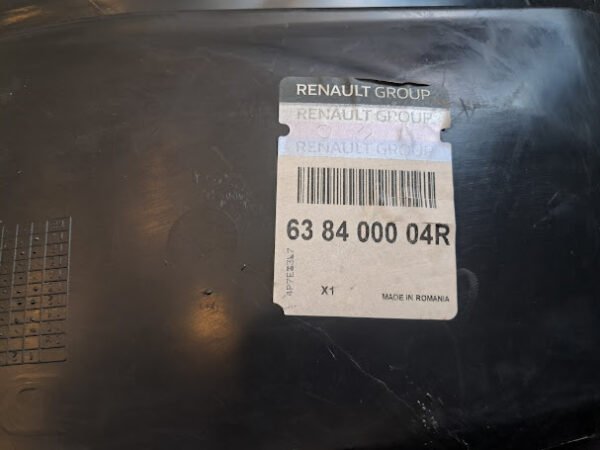 RENAULT GROUP
RENAULT GROUP
RENAULT GROUP
63 84 000 04R
X1
MADE IN ROMANIA